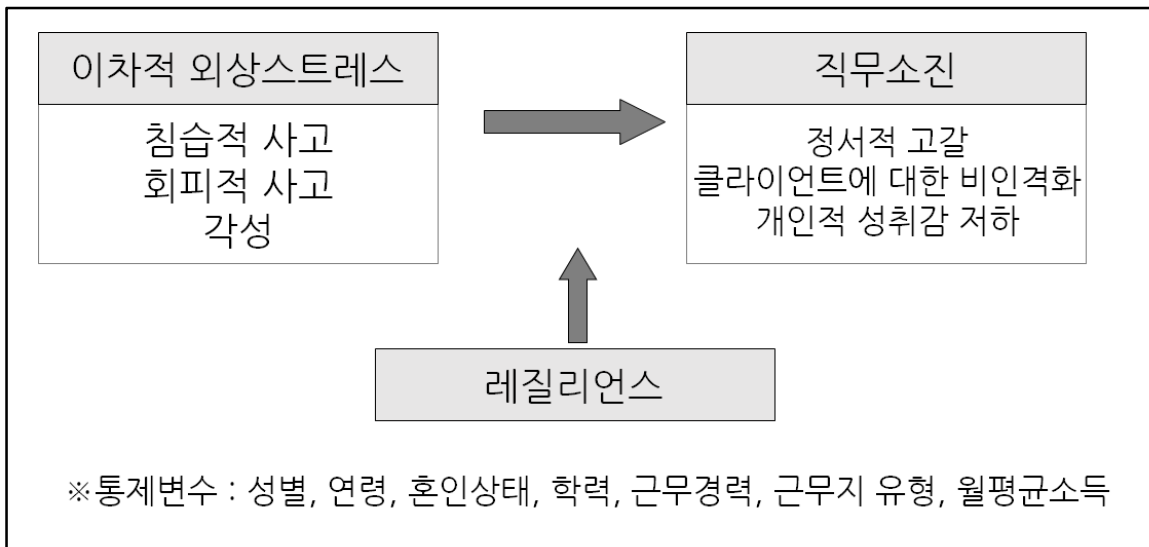 이차적 외상스트레스
침습적 사고
회피적 사고
각성
직무소진
정서적 고갈
클라이언트에 대한 비인격화
개인적 성취감 저하
레질리언스
※통제변수 : 성별, 연령, 혼인상태, 학력, 근무경력, 근무지 유형, 월평균소득